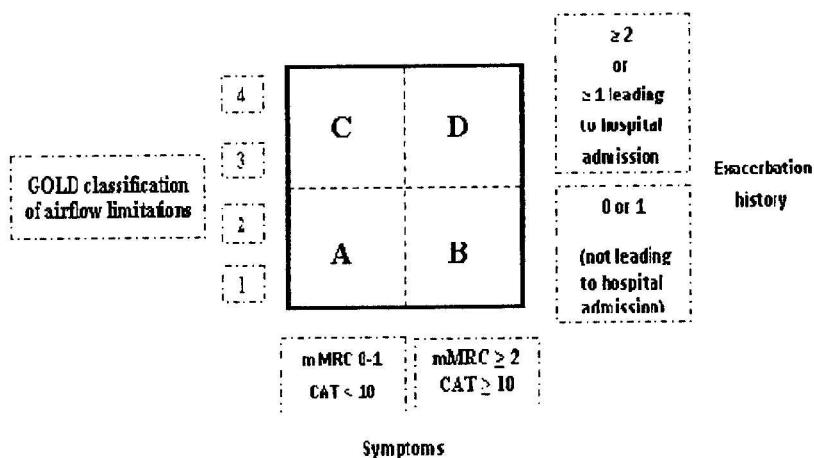 GOLD classification
of airflow limitations
4
3
2
1
C
D
A
B
≥ 2
or
≥ 1 leading
to hospital
admission
0 or 1
(not leading
to hospital
admission)
Exacerbation
history
mMRC 0-1
CAT < 10
mMRC ≥ 2
CAT ≥ 10
Symptoms